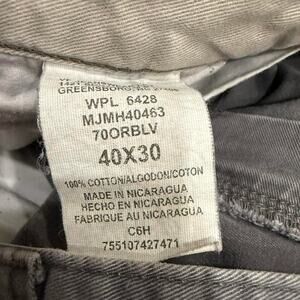 GREENSBORO, NC 27408
WPL 6428
MJMH40463
70ORBLV
40X30
100% COTTON/ALGODON/COTON
MADE IN NICARAGUA
HECHO EN NICARAGUA
FABRIQUE AU NICARAGUA
C6H
755107427471